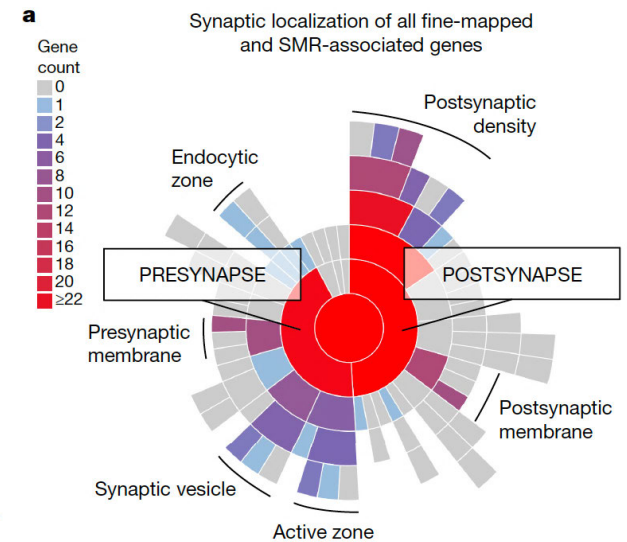 a
Synaptic localization of all fine-mapped
and SMR-associated genes
Gene
count
0
1
2
4
6
8
10
12
14
16
18
20
≥22
Postsynaptic
density
Endocytic
zone
PRESYNAPSE
POSTSYNAPSE
Presynaptic
membrane
Postsynaptic
membrane
Synaptic vesicle
Active zone